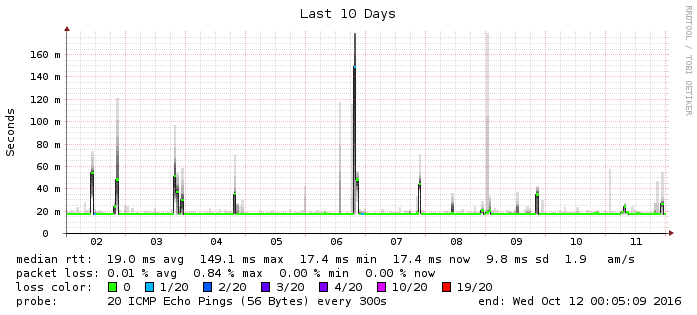 Last 10 Days
RRDTOOL / TOBI OETIKER
Seconds
160 m
140 m
120 m
100 m
80 m
60 m
40 m
20 m
0
02 03 04 05 06 07 08 09 10 11
median rtt: 19.0 ms avg 149.1 ms max 17.4 ms min 17.4 ms now 9.8 ms sd 1.9 am/s
packet loss: 0.01 % avg 0.84 % max 0.00 % min 0.00 % now
loss color: 0 1/20 2/20 3/20 4/20 10/20 19/20
probe: 20 ICMP Echo Pings (56 Bytes) every 300s end: Wed Oct 12 00:05:09 2016